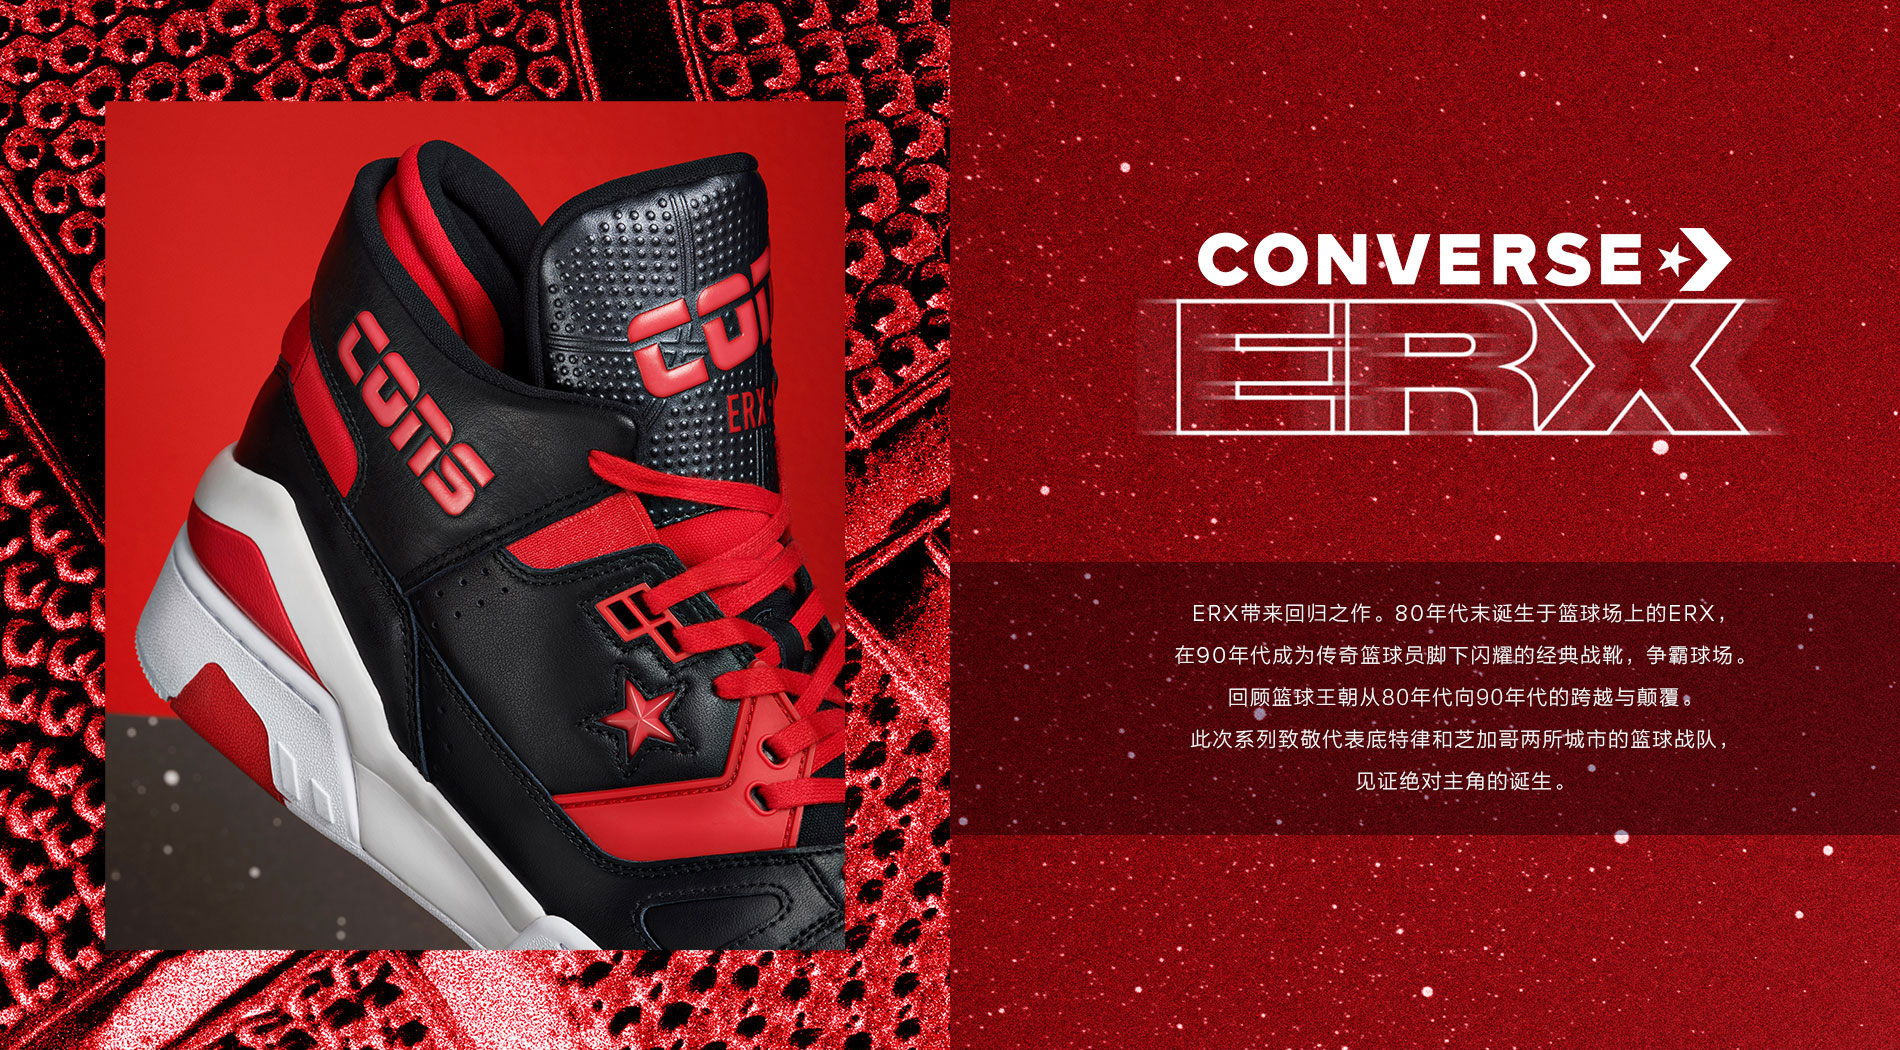 CONS
CON
ERX
CONVERSE
ERX
ERX带来回归之作。80年代末诞生于篮球场上的ERX，
在90年代成为传奇篮球员脚下闪耀的经典战靴，争霸球场。
回顾篮球王朝从80年代向90年代的跨越与颠覆。
此次系列致敬代表底特律和芝加哥两所城市的篮球战队，
见证绝对主角的诞生。